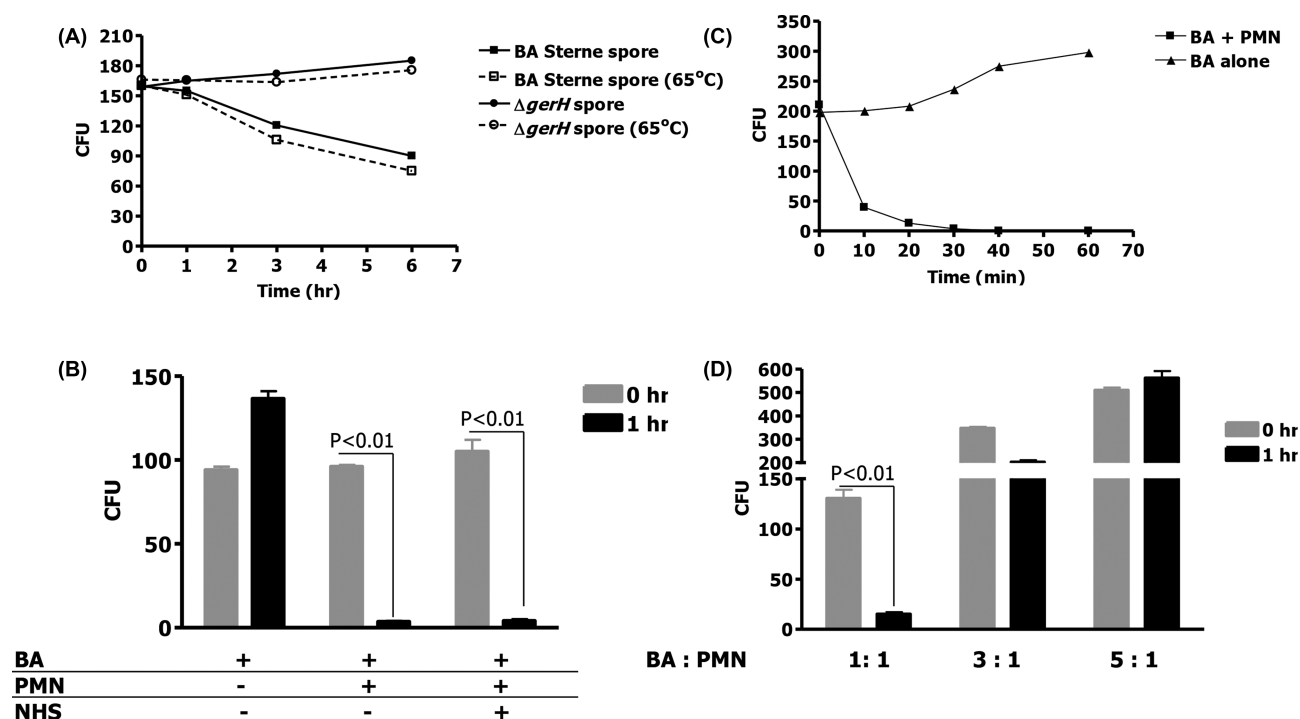 (A)
CFU
210
180
150
120
90
60
30
0
0 1 2 3 4 5 6 7
Time (hr)
BA Sterne spore
BA Sterne spore (65°C)
ΔgerH spore
ΔgerH spore (65°C)
(C)
CFU
350
300
250
200
150
100
50
0
0 10 20 30 40 50 60 70
Time (min)
BA + PMN
BA alone
(B)
CFU
150
100
50
0
P<0.01
P<0.01
0 hr
1 hr
BA + + +
PMN - + +
NHS - - +
(D)
CFU
600
500
400
300
200
150
100
50
0
P<0.01
0 hr
1 hr
BA : PMN 1: 1 3 : 1 5 : 1